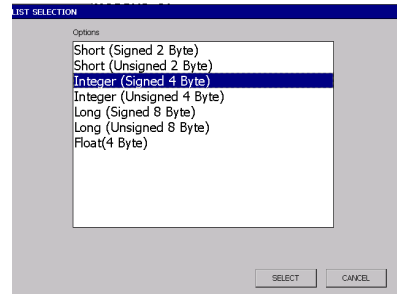 LIST SELECTION
Options
Short (Signed 2 Byte)
Short (Unsigned 2 Byte)
Integer (Signed 4 Byte)
Integer (Unsigned 4 Byte)
Long (Signed 8 Byte)
Long (Unsigned 8 Byte)
Float(4 Byte)
SELECT
CANCEL